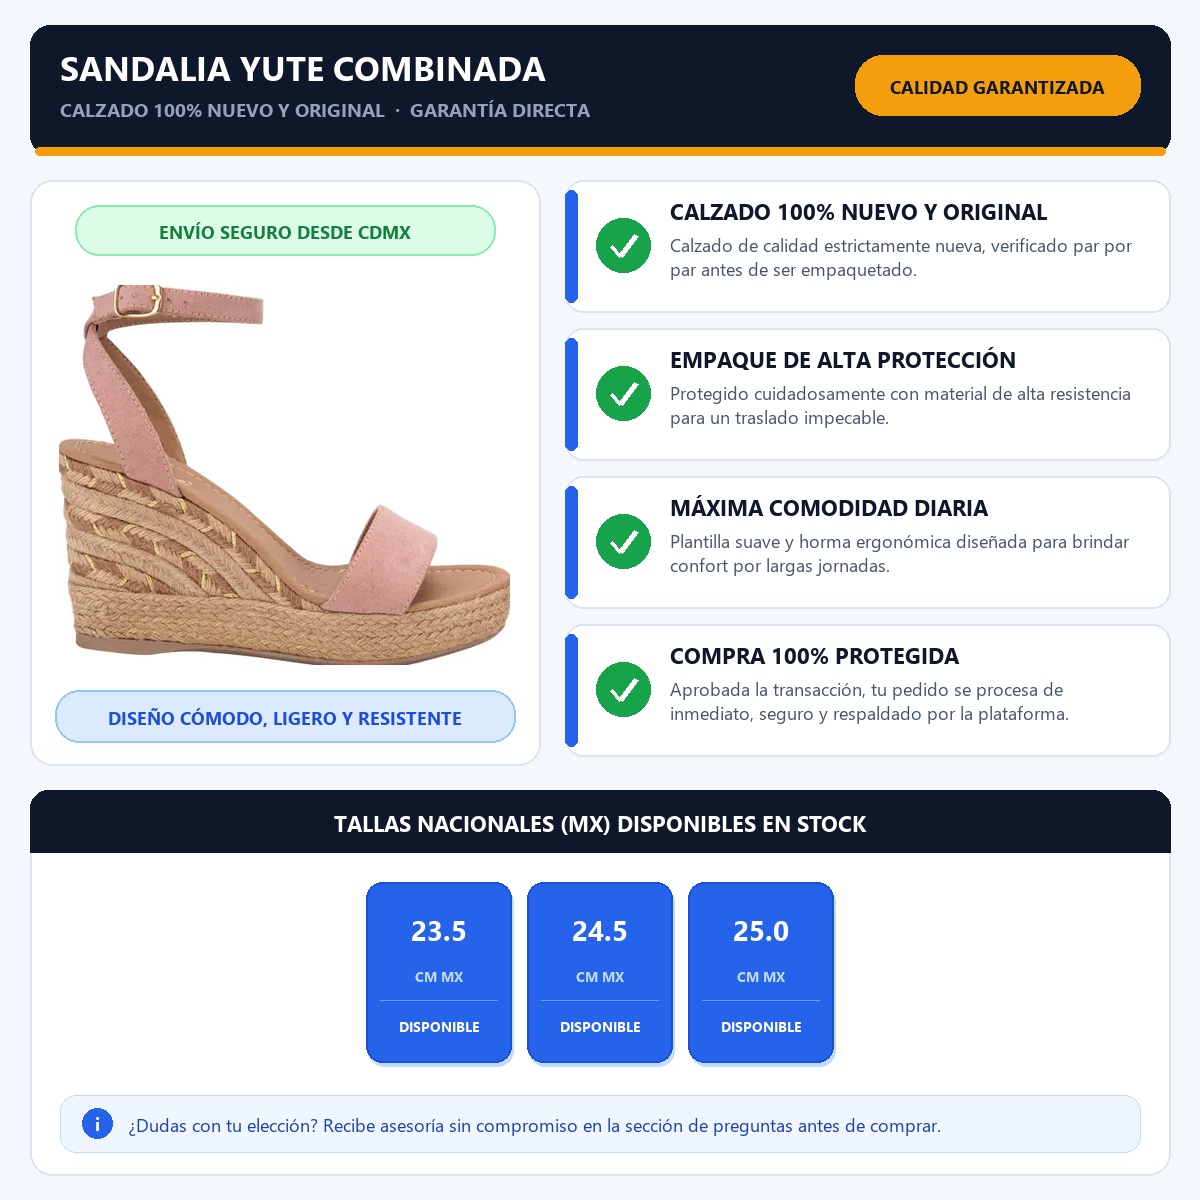 SANDALIA YUTE COMBINADA
CALZADO 100% NUEVO Y ORIGINAL · GARANTÍA DIRECTA
CALIDAD GARANTIZADA
ENVÍO SEGURO DESDE CDMX
DISEÑO CÓMODO, LIGERO Y RESISTENTE
CALZADO 100% NUEVO Y ORIGINAL
Calzado de calidad estrictamente nueva, verificado par por
par antes de ser empaquetado.
EMPAQUE DE ALTA PROTECCIÓN
Protegido cuidadosamente con material de alta resistencia
para un traslado impecable.
MÁXIMA COMODIDAD DIARIA
Plantilla suave y horma ergonómica diseñada para brindar
confort por largas jornadas.
COMPRA 100% PROTEGIDA
Aprobada la transacción, tu pedido se procesa de
inmediato, seguro y respaldado por la plataforma.
TALLAS NACIONALES (MX) DISPONIBLES EN STOCK
23.5
CM MX
DISPONIBLE
24.5
CM MX
DISPONIBLE
25.0
CM MX
DISPONIBLE
¿Dudas con tu elección? Recibe asesoría sin compromiso en la sección de preguntas antes de comprar.